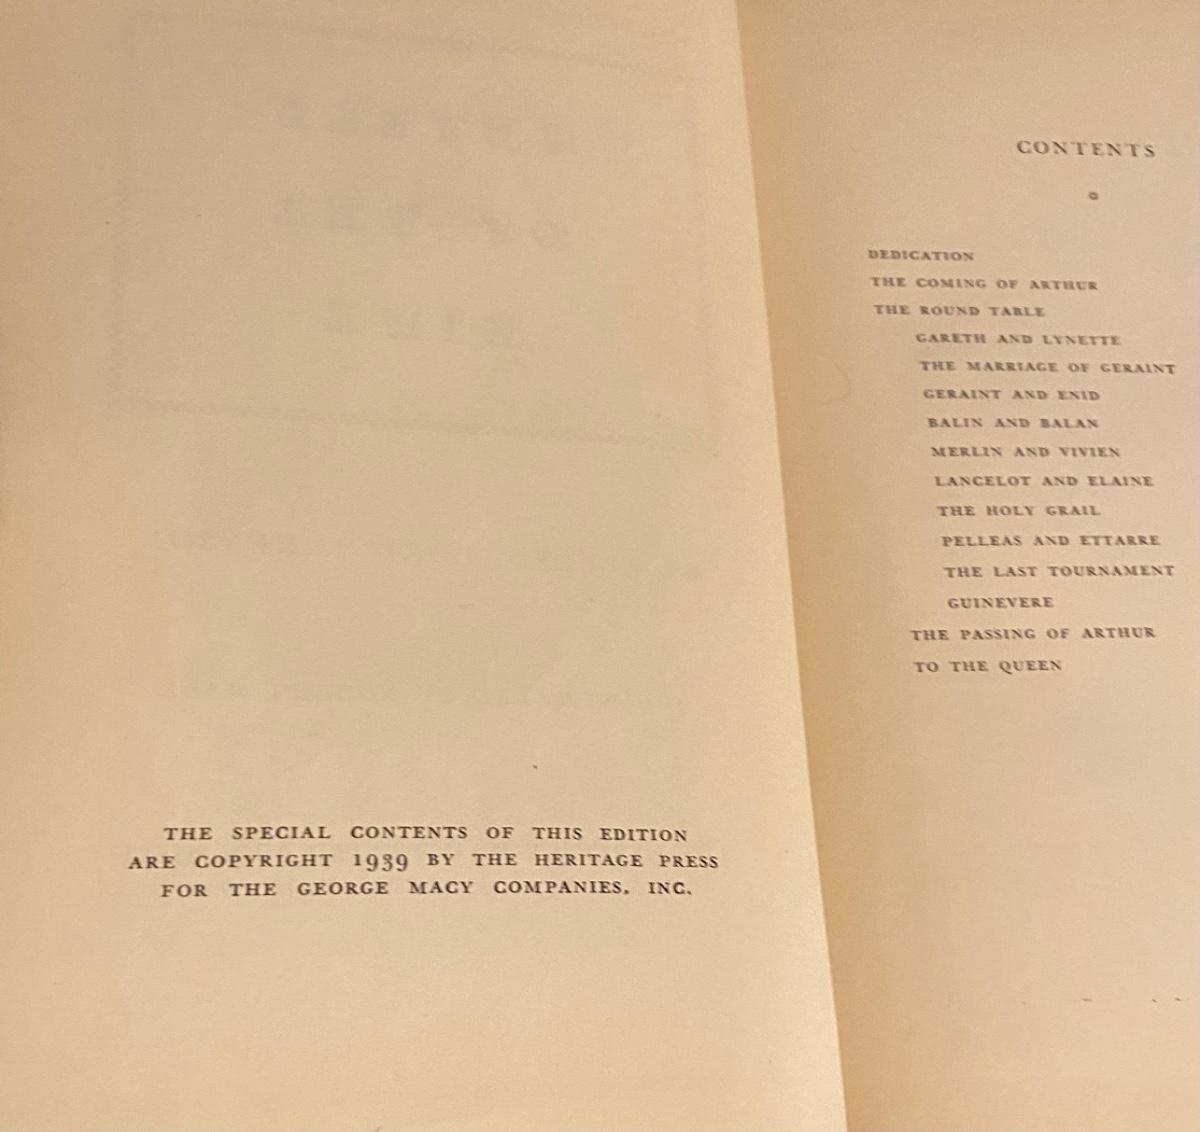 THE SPECIAL CONTENTS OF THIS EDITION
ARE COPYRIGHT 1939 BY THE HERITAGE PRESS
FOR THE GEORGE MACY COMPANIES, INC.
CONTENTS
DEDICATION
THE COMING OF ARTHUR
THE ROUND TABLE
GARETH AND LYNETTE
THE MARRIAGE OF GERAINT
GERAINT AND ENID
BALIN AND BALAN
MERLIN AND VIVIEN
LANCELOT AND ELAINE
THE HOLY GRAIL
PELLEAS AND ETTARRE
THE LAST TOURNAMENT
GUINEVERE
THE PASSING OF ARTHUR
TO THE QUEEN